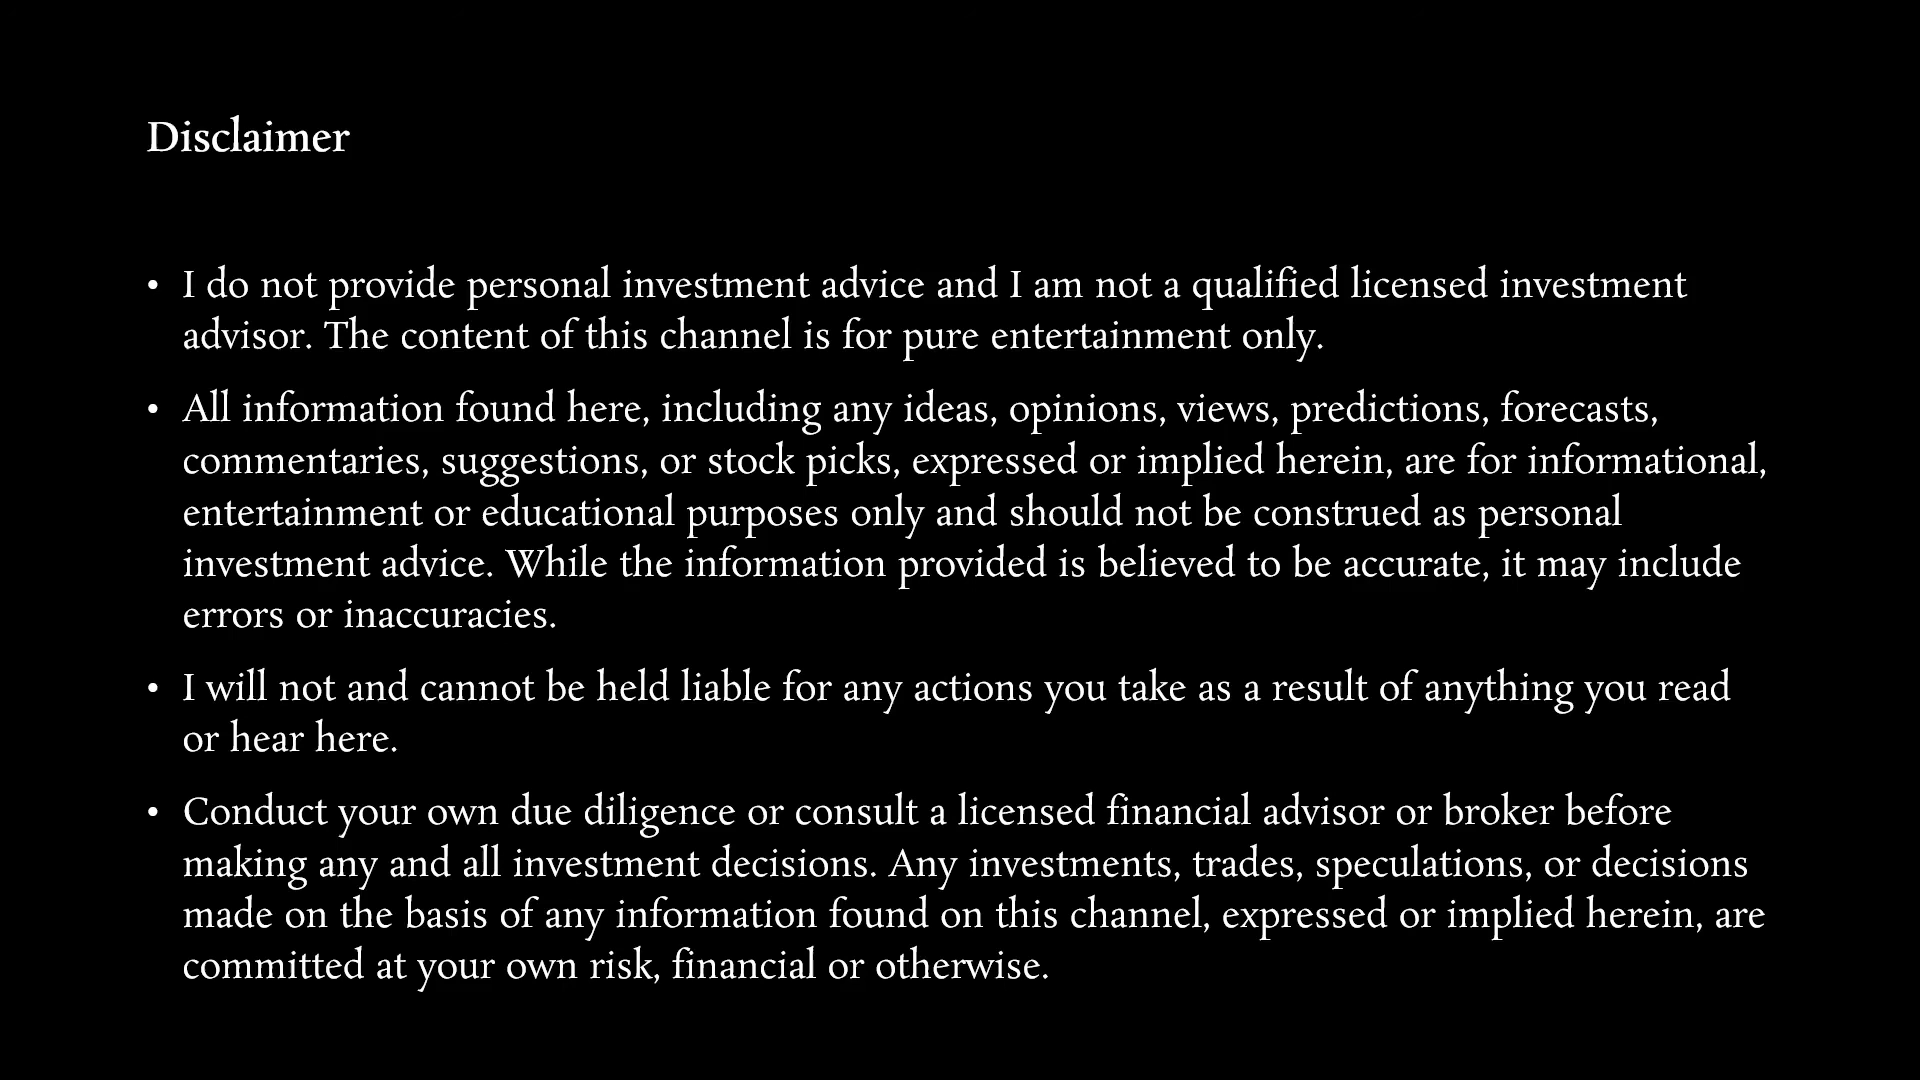 Disclaimer
• I do not provide personal investment advice and I am not a qualified licensed investment
advisor. The content of this channel is for pure entertainment only.
• All information found here, including any ideas, opinions, views, predictions, forecasts,
commentaries, suggestions, or stock picks, expressed or implied herein, are for informational,
entertainment or educational purposes only and should not be construed as personal
investment advice. While the information provided is believed to be accurate, it may include
errors or inaccuracies.
• I will not and cannot be held liable for any actions you take as a result of anything you read
or hear here.
• Conduct your own due diligence or consult a licensed financial advisor or broker before
making any and all investment decisions. Any investments, trades, speculations, or decisions
made on the basis of any information found on this channel, expressed or implied herein, are
committed at your own risk, financial or otherwise.